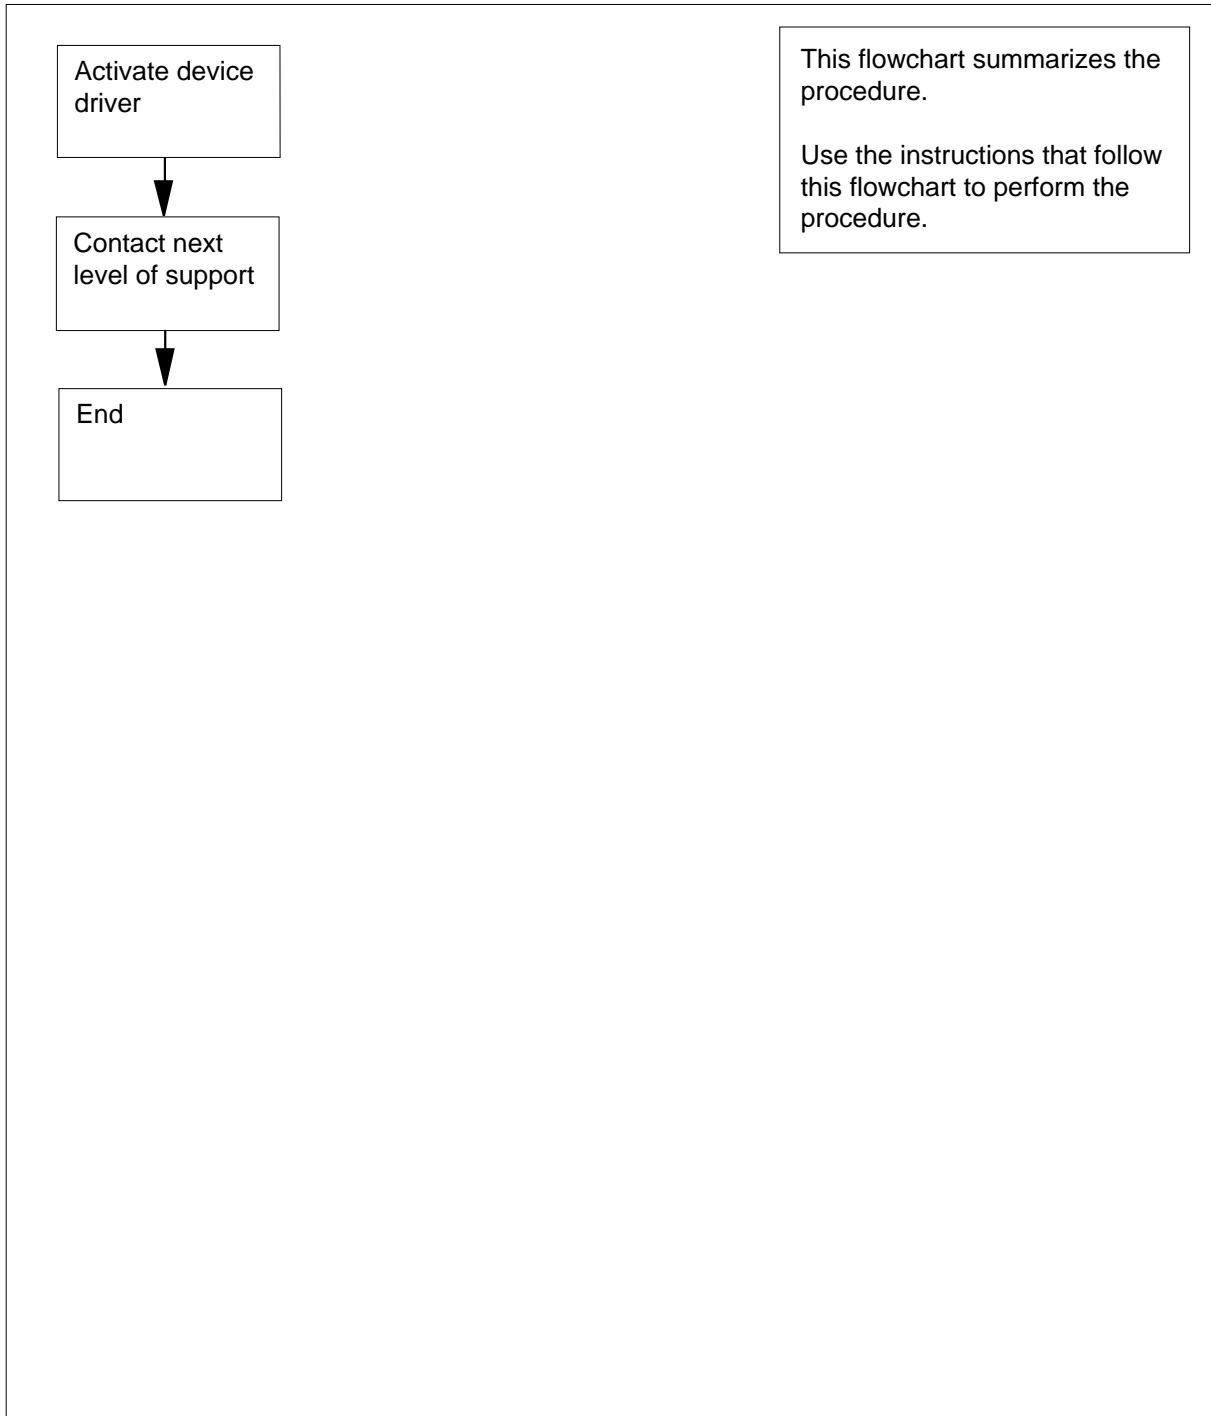 Activate device
driver
Contact next
level of support
End
This flowchart summarizes the
procedure.
Use the instructions that follow
this flowchart to perform the
procedure.